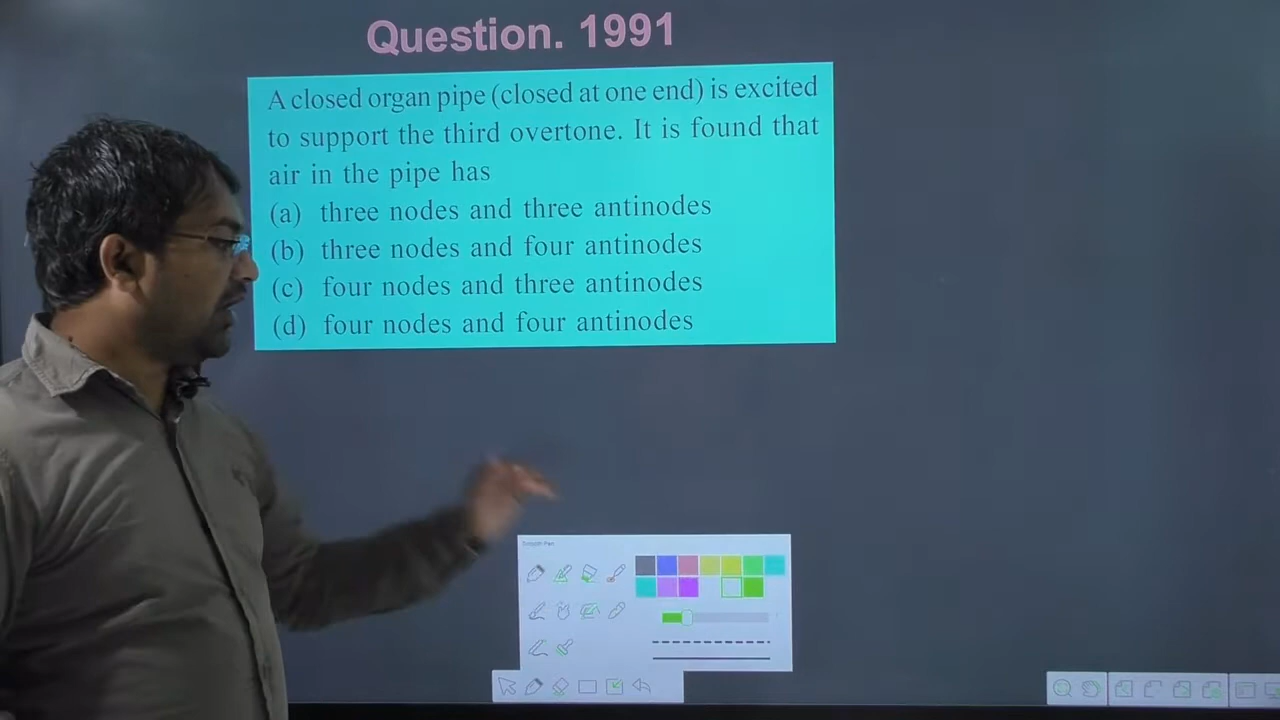 Question. 1991
A closed organ pipe (closed at one end) is excited
to support the third overtone. It is found that
air in the pipe has
(a) three nodes and three antinodes
(b) three nodes and four antinodes
(c) four nodes and three antinodes
(d) four nodes and four antinodes